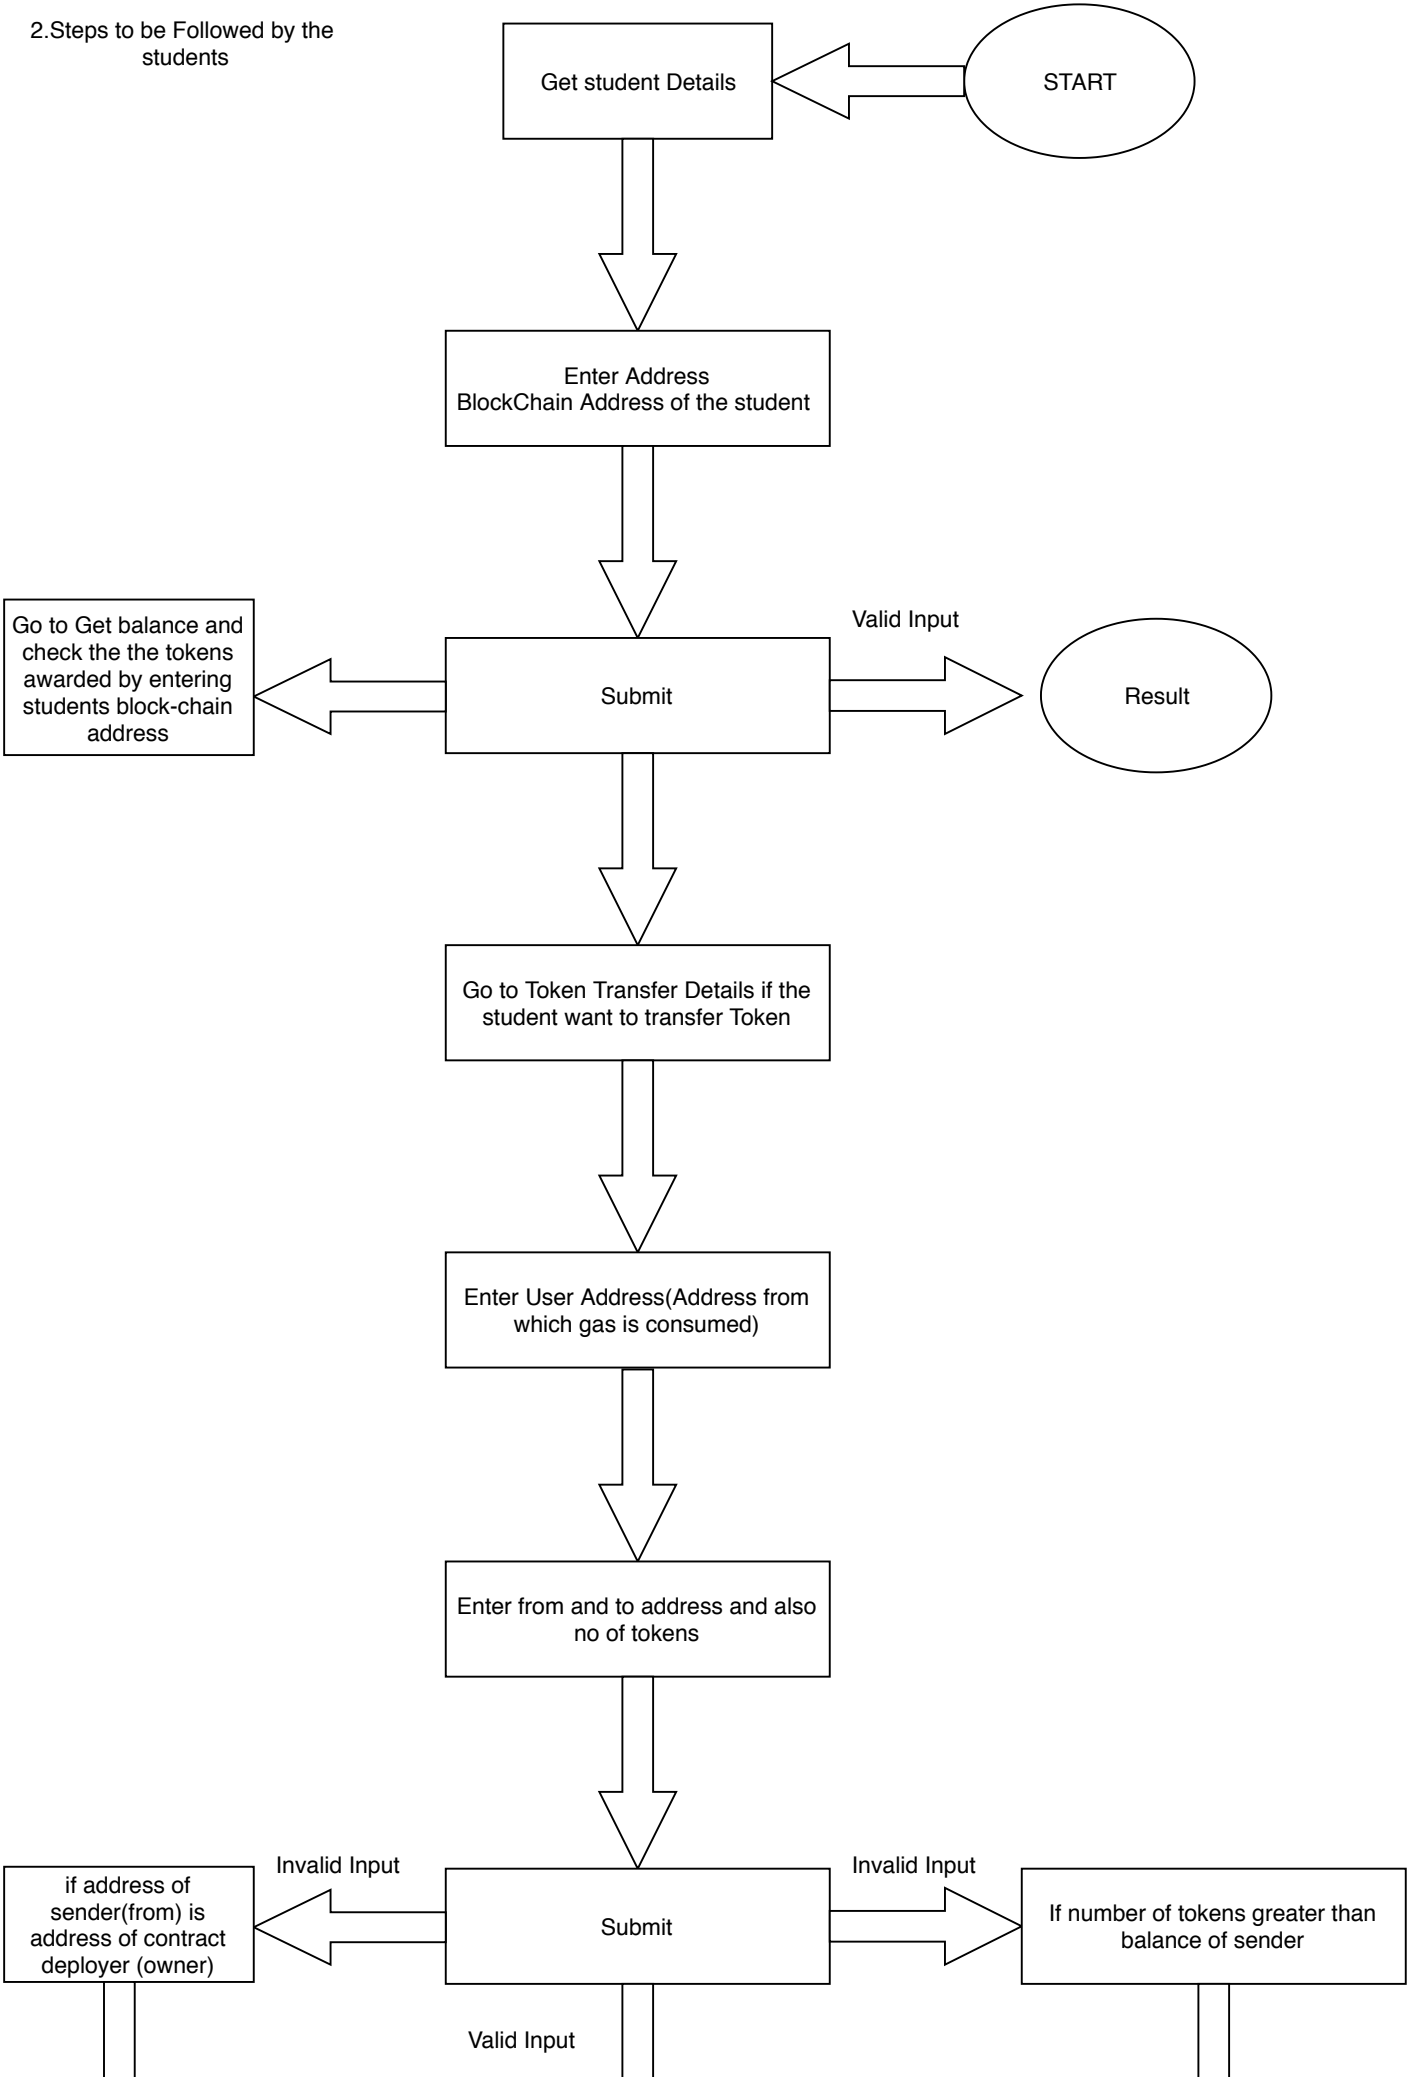 2.Steps to be Followed by the
students
Get student Details
START
Enter Address
BlockChain Address of the student
Go to Get balance and
check the the tokens
awarded by entering
students block-chain
address
Submit
Valid Input
Result
Go to Token Transfer Details if the
student want to transfer Token
Enter User Address(Address from
which gas is consumed)
Enter from and to address and also
no of tokens
Invalid Input
Invalid Input
if address of
sender(from) is
address of contract
deployer (owner)
Submit
If number of tokens greater than
balance of sender
Valid Input